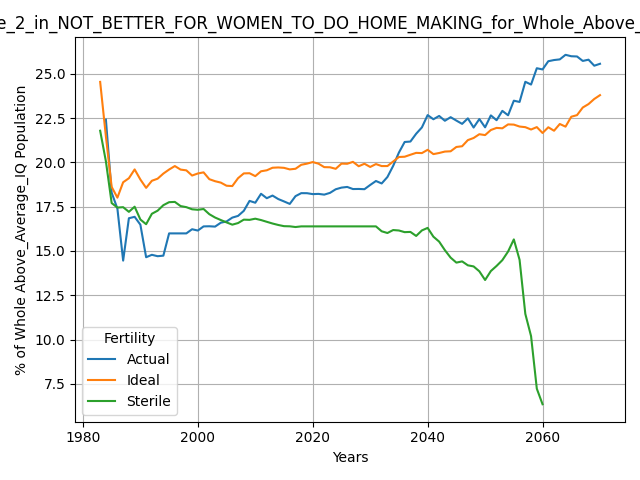 e_2_in_NOT_BETTER_FOR_WOMEN_TO_DO_HOME_MAKING_for_Whole_Above_
% of Whole Above_Average_IQ Population
25.0
22.5
20.0
17.5
15.0
12.5
10.0
7.5
Fertility
Actual
Ideal
Sterile
1980 2000 2020 2040 2060
Years